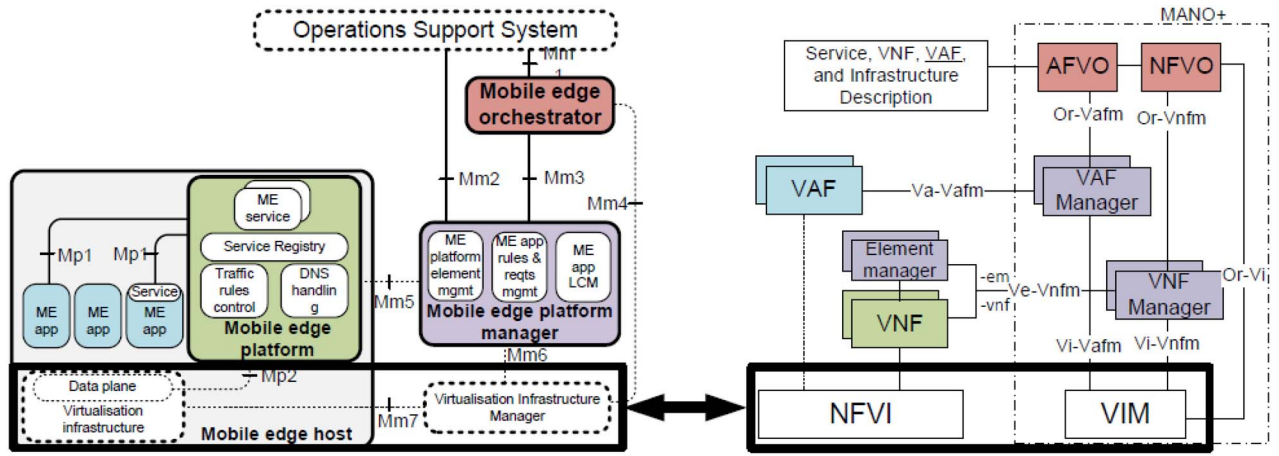 Operations Support System
Mm
1
Mobile edge
orchestrator
Mm2
Mm3
Mm4
ME
service
Service Registry
Traffic
rules
control
DNS
handlin
g
Mobile edge
platform
Mp1
Mp1
ME
app
ME
app
Service
ME
app
Mm5
ME
platform
element
mgmt
ME app
rules &
reqts
mgmt
ME
app
LCM
Mobile edge platform
manager
Mm6
Mp2
Data plane
Virtualisation
infrastructure
Mm7
Virtualisation Infrastructure
Manager
Mobile edge host
MANO+
Service, VNF, VAF,
and Infrastructure
Description
AFVO
NFVO
Or-Vafm
Or-Vnfm
VAF
Va-Vafm
VAF
Manager
Element
manager
-em
Ve-Vnfm
-vnf
VNF
VNF
Manager
Or-Vi
Vi-Vafm
Vi-Vnfm
NFVI
VIM